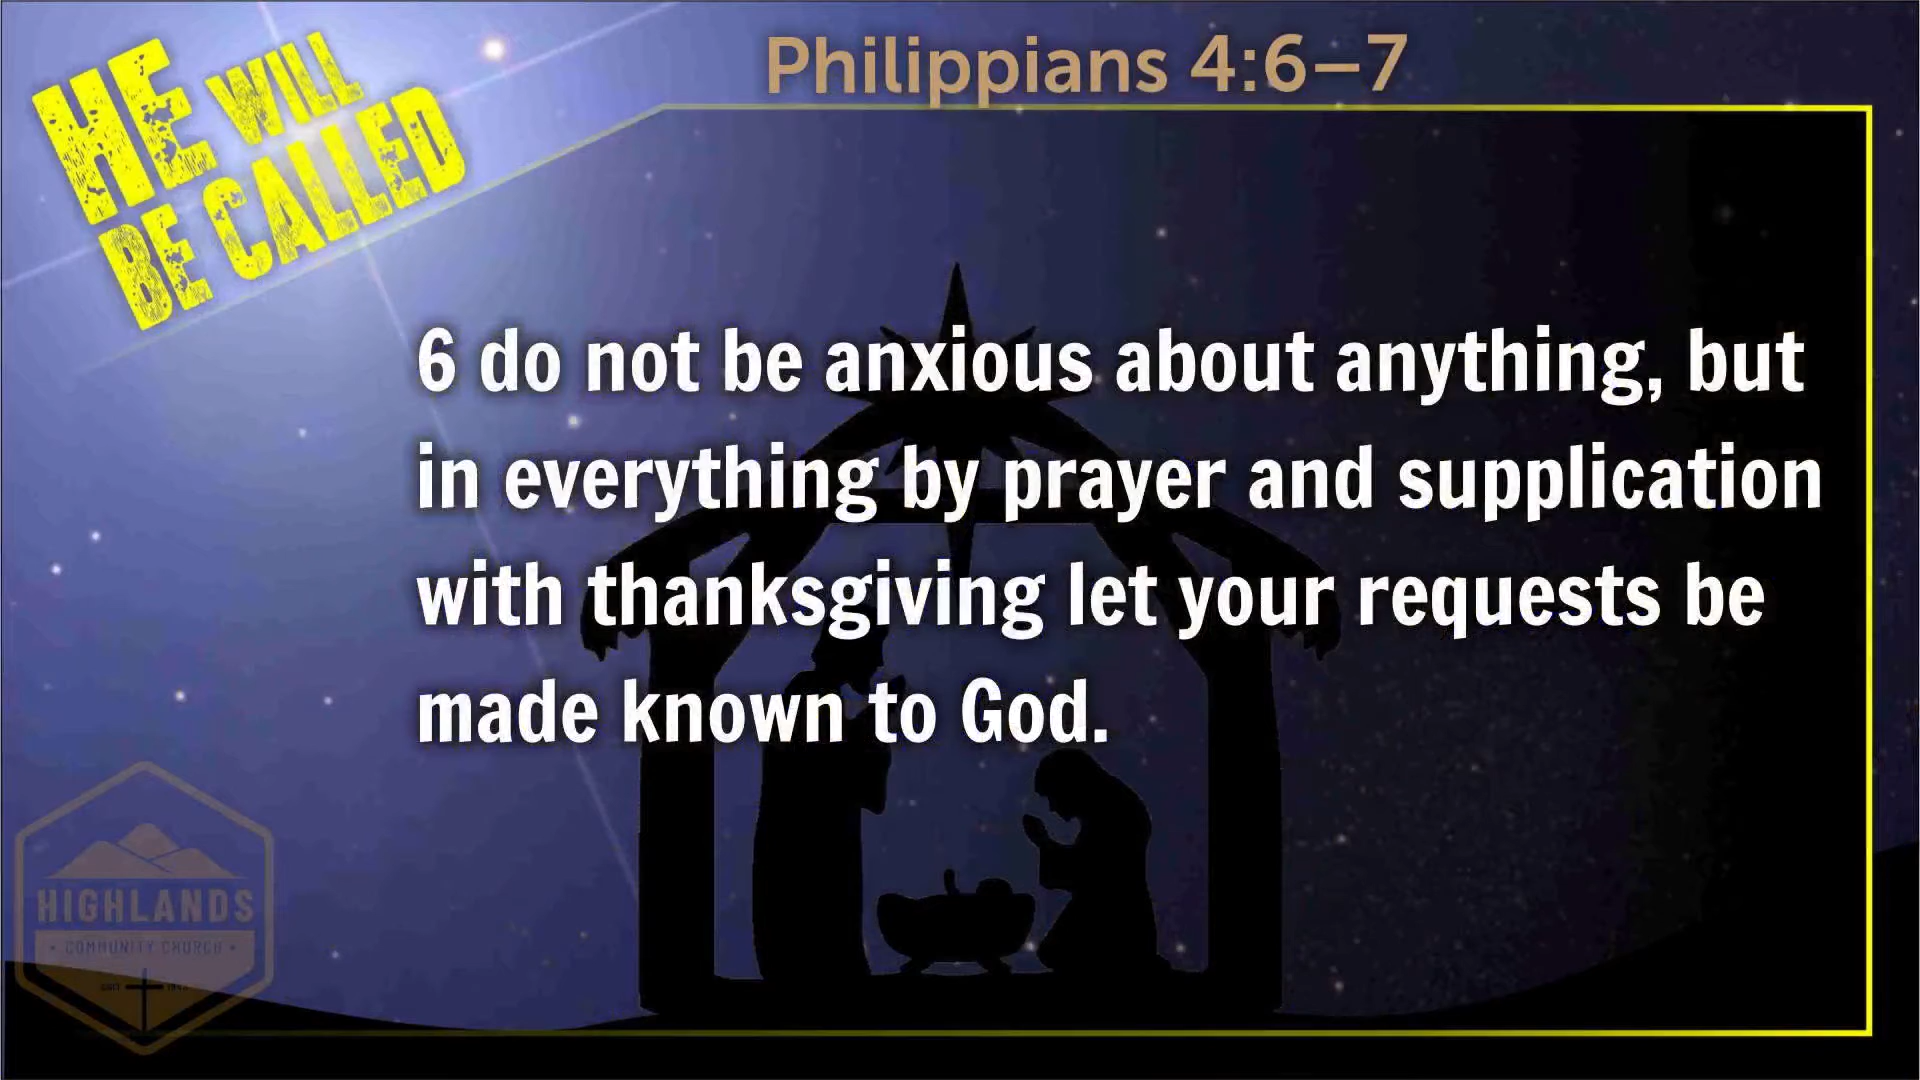 HE WILL
BE CALLED
Philippians 4:6–7
6 do not be anxious about anything, but
in everything by prayer and supplication
with thanksgiving let your requests be
made known to God.
HIGHLANDS
• COMMUNITY CHURCH •